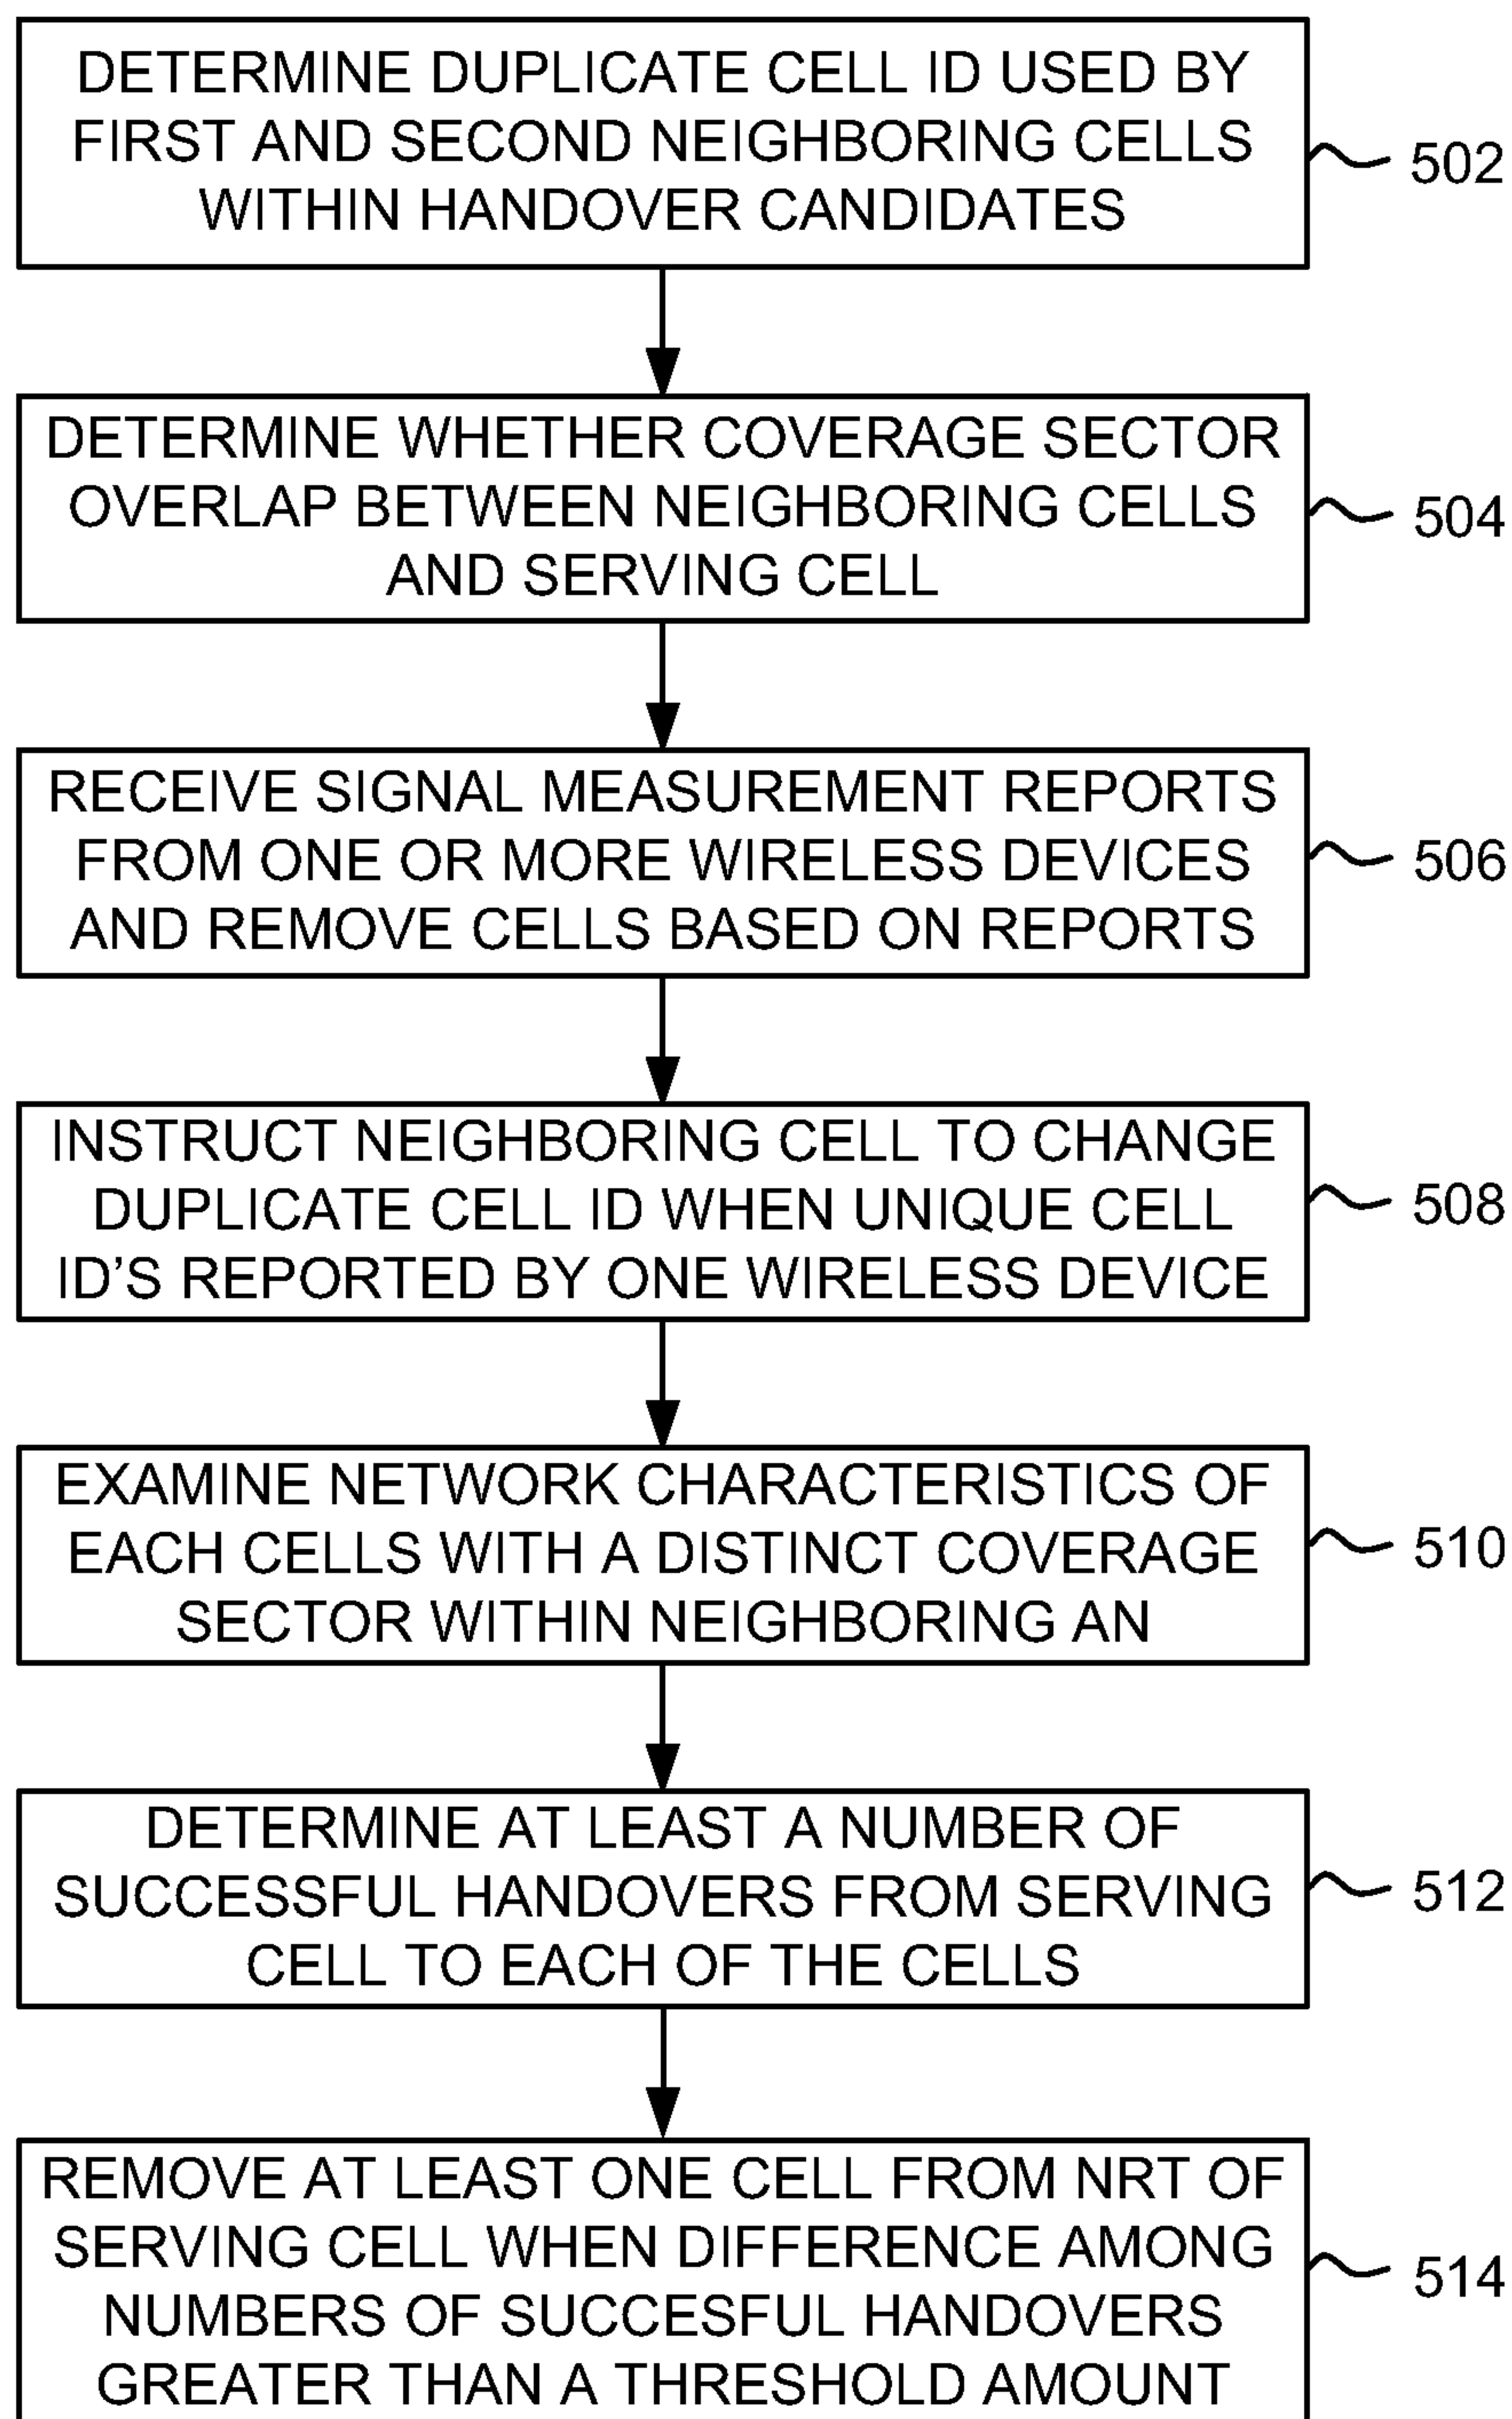 DETERMINE DUPLICATE CELL ID USED BY
FIRST AND SECOND NEIGHBORING CELLS
WITHIN HANDOVER CANDIDATES
502
DETERMINE WHETHER COVERAGE SECTOR
OVERLAP BETWEEN NEIGHBORING CELLS
AND SERVING CELL
504
RECEIVE SIGNAL MEASUREMENT REPORTS
FROM ONE OR MORE WIRELESS DEVICES
AND REMOVE CELLS BASED ON REPORTS
506
INSTRUCT NEIGHBORING CELL TO CHANGE
DUPLICATE CELL ID WHEN UNIQUE CELL
ID’S REPORTED BY ONE WIRELESS DEVICE
508
EXAMINE NETWORK CHARACTERISTICS OF
EACH CELLS WITH A DISTINCT COVERAGE
SECTOR WITHIN NEIGHBORING AN
510
DETERMINE AT LEAST A NUMBER OF
SUCCESSFUL HANDOVERS FROM SERVING
CELL TO EACH OF THE CELLS
512
REMOVE AT LEAST ONE CELL FROM NRT OF
SERVING CELL WHEN DIFFERENCE AMONG
NUMBERS OF SUCCESFUL HANDOVERS
GREATER THAN A THRESHOLD AMOUNT
514